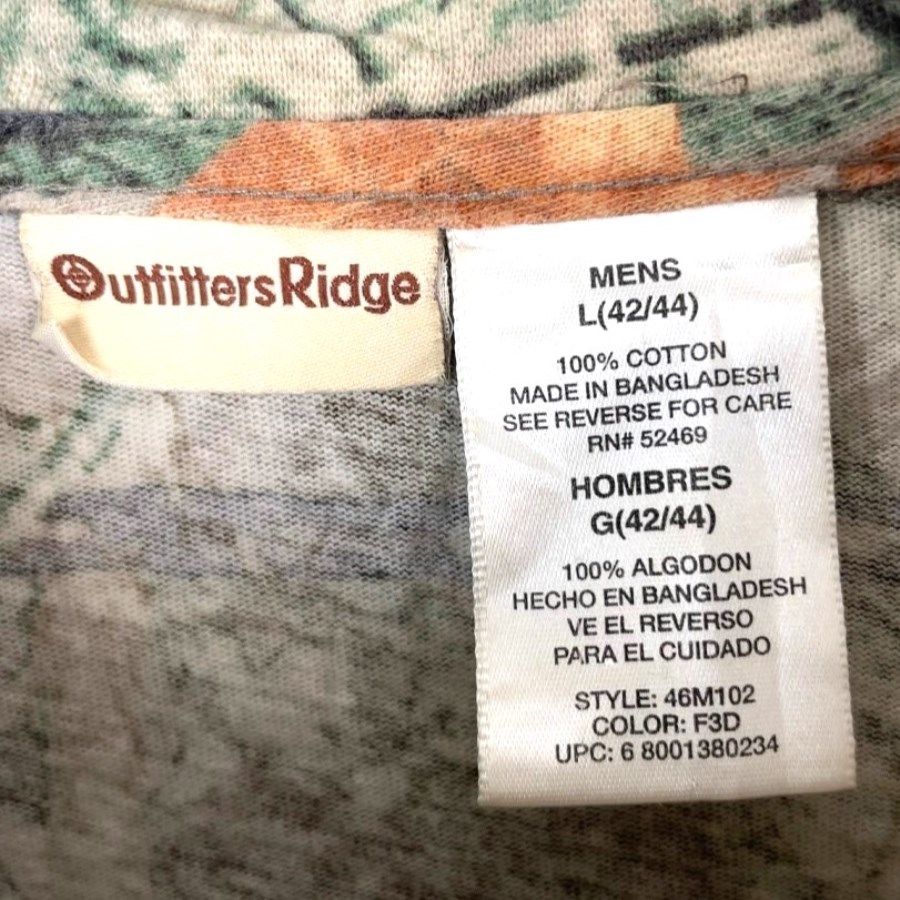 OutfittersRidge
MENS
L(42/44)
100% COTTON
MADE IN BANGLADESH
SEE REVERSE FOR CARE
RN# 52469
HOMBRES
G(42/44)
100% ALGODON
HECHO EN BANGLADESH
VE EL REVERSO
PARA EL CUIDADO
STYLE: 46M102
COLOR: F3D
UPC: 6 8001380234